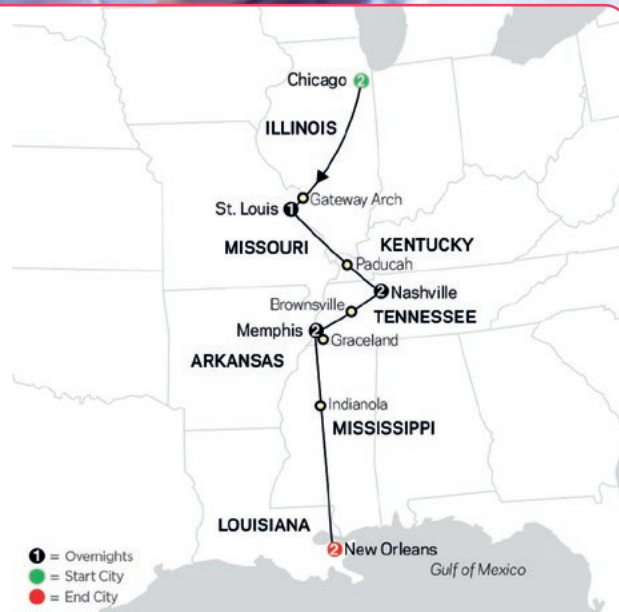 Chicago 2
ILLINOIS
Gateway Arch
St. Louis 1
MISSOURI
KENTUCKY
Paducah
2 Nashville
Brownsville
TENNESSEE
Memphis 2
Graceland
ARKANSAS
Indianola
MISSISSIPPI
LOUISIANA
2 New Orleans
Gulf of Mexico
1 = Overnights
= Start City
= End City